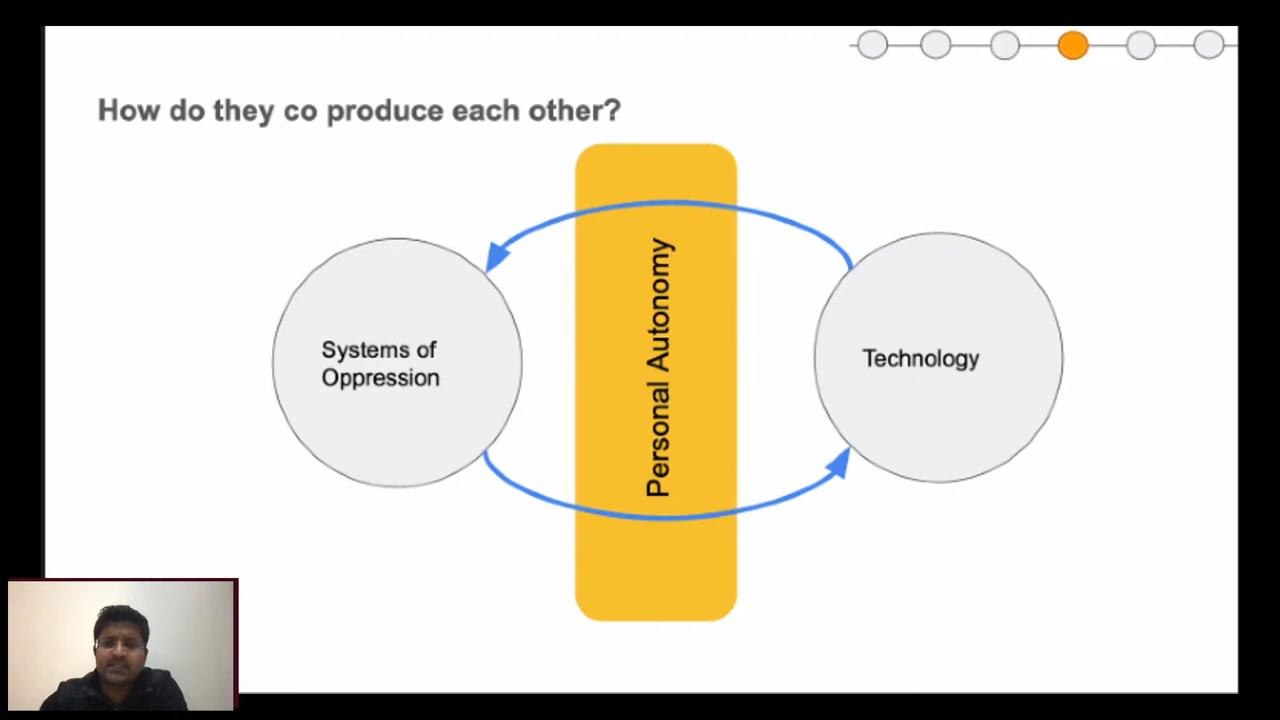 How do they co produce each other?
Systems of
Oppression
Personal Autonomy
Technology